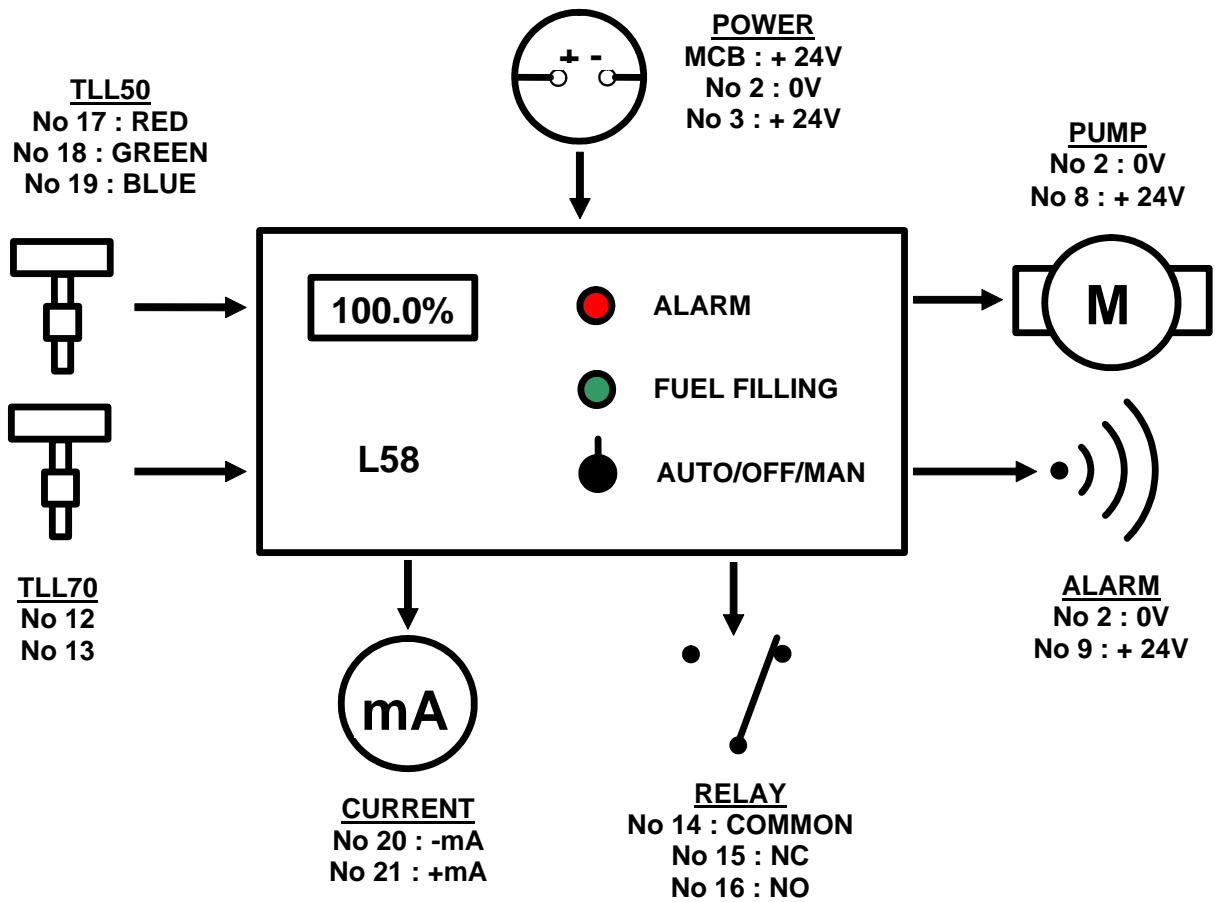 POWER
MCB : + 24V
No 2 : 0V
No 3 : + 24V
+ -
TLL50
No 17 : RED
No 18 : GREEN
No 19 : BLUE
PUMP
No 2 : 0V
No 8 : + 24V
M
100.0%
ALARM
FUEL FILLING
L58
AUTO/OFF/MAN
TLL70
No 12
No 13
ALARM
No 2 : 0V
No 9 : + 24V
mA
CURRENT
No 20 : -mA
No 21 : +mA
RELAY
No 14 : COMMON
No 15 : NC
No 16 : NO